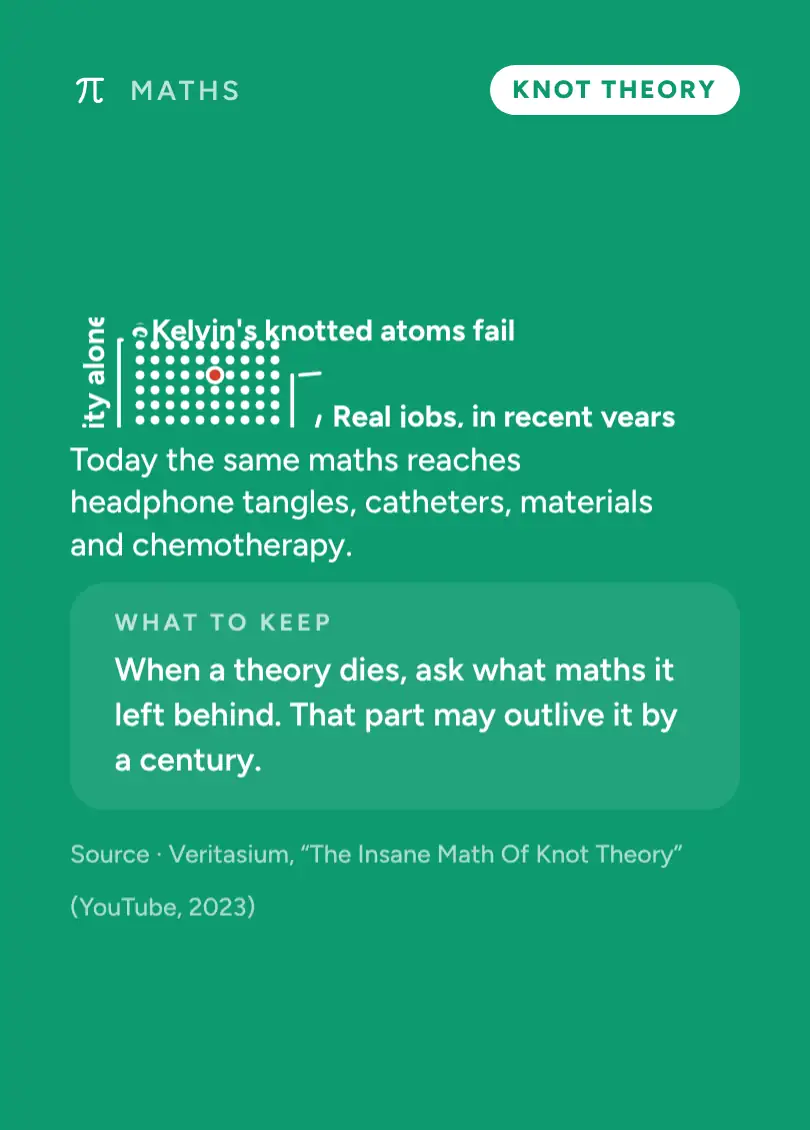 π MATHS
KNOT THEORY
Kelvin's knotted atoms fail
alone
Real jobs, in recent years
Today the same maths reaches
headphone tangles, catheters, materials
and chemotherapy.
WHAT TO KEEP
When a theory dies, ask what maths it
left behind. That part may outlive it by
a century.
Source · Veritasium, “The Insane Math Of Knot Theory”
(YouTube, 2023)